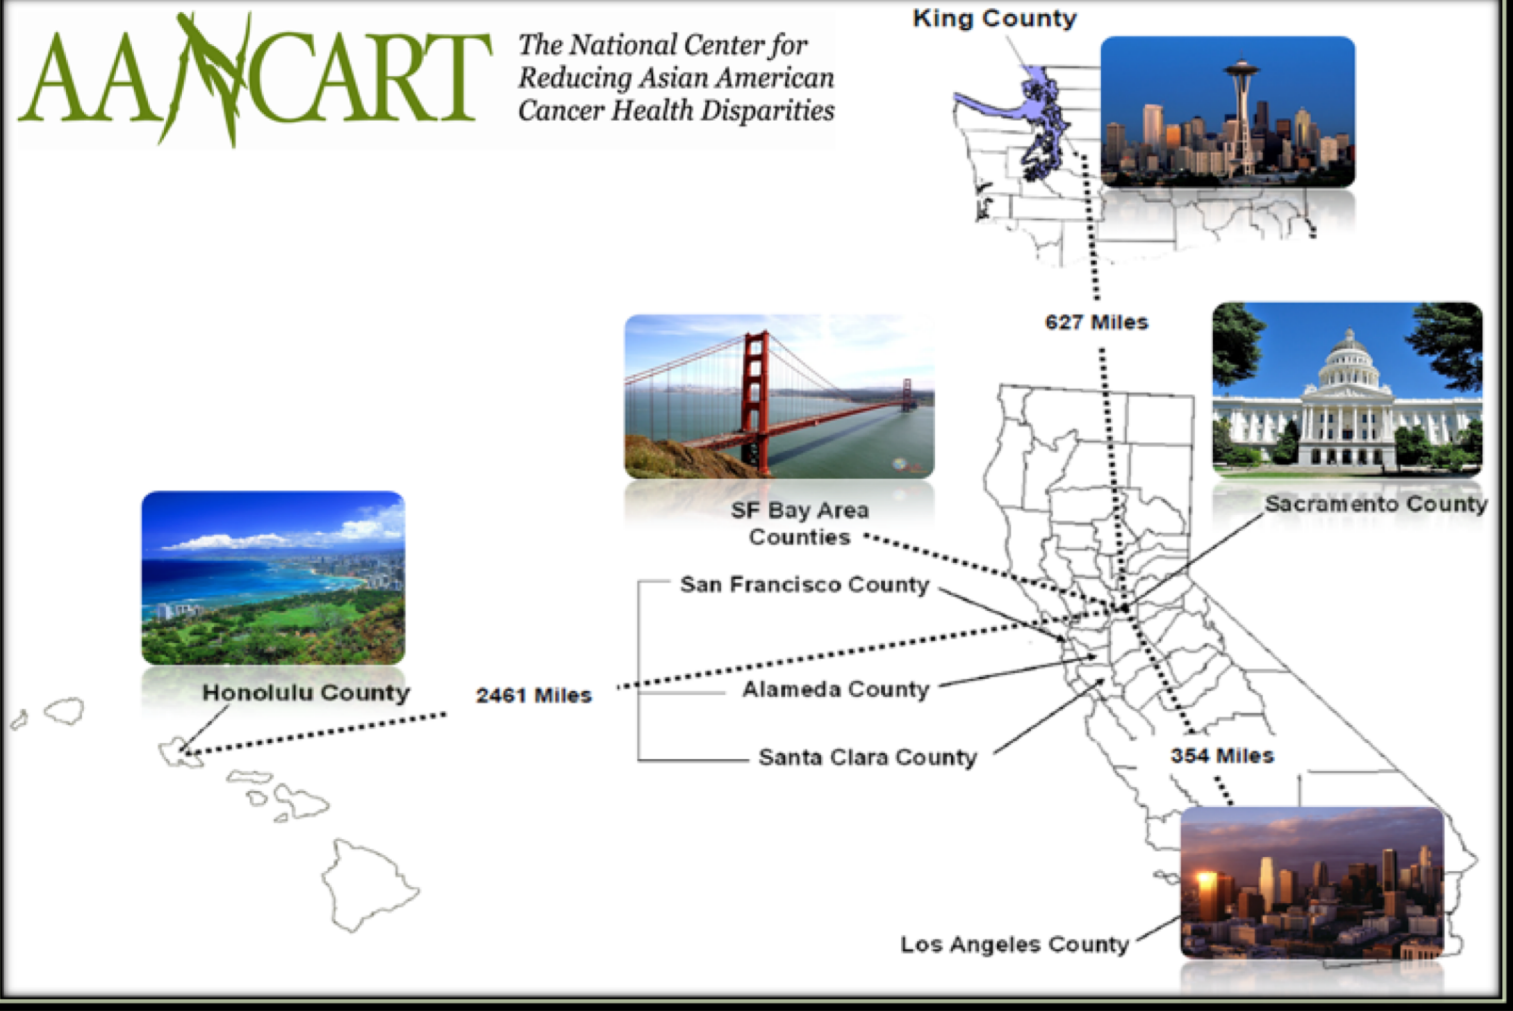 AANCART
The National Center for
Reducing Asian American
Cancer Health Disparities
King County
627 Miles
SF Bay Area
Counties
Sacramento County
San Francisco County
Honolulu County
2461 Miles
Alameda County
Santa Clara County
354 Miles
Los Angeles County